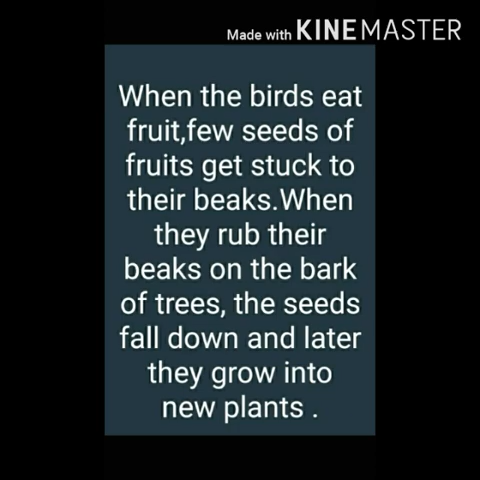 Made with KINEMASTER
When the birds eat
fruit,few seeds of
fruits get stuck to
their beaks.When
they rub their
beaks on the bark
of trees, the seeds
fall down and later
they grow into
new plants .